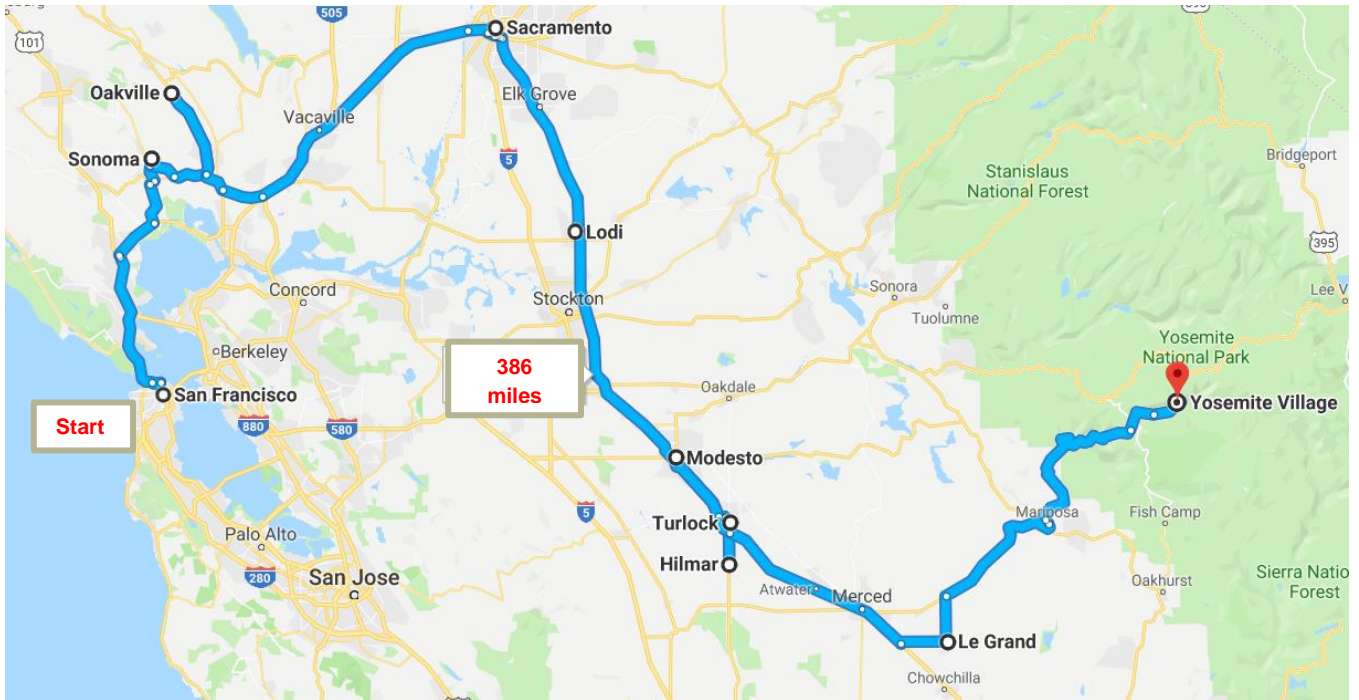 505
395
101
Sacramento
Oakville
Elk Grove
Vacaville
Sonoma
5
Bridgeport
Stanislaus
National Forest
Lodi
395
Concord
Sonora
Lee V
Stockton
Tuolumne
Berkeley
Yosemite
National Park
386
miles
Oakdale
San Francisco
Yosemite Village
Start
880
580
Modesto
5
Turlock
Mariposa
Fish Camp
Palo Alto
Hilmar
280
San Jose
Atwater
Merced
Oakhurst
Sierra Natio
Forest
Le Grand
Chowchilla